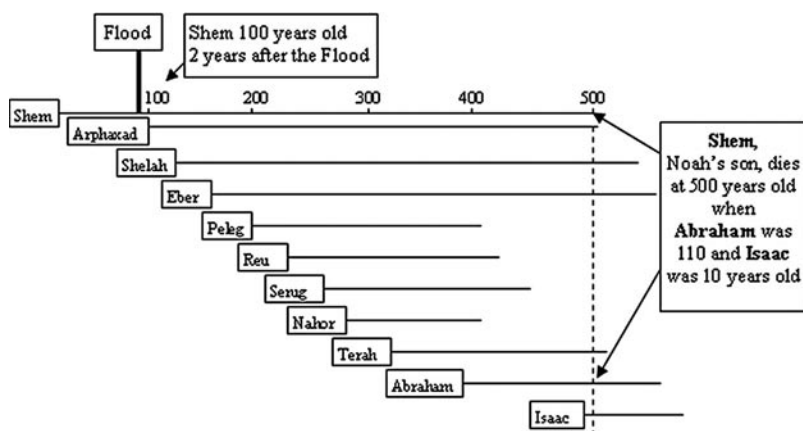 Flood
Shem 100 years old
2 years after the Flood
100 200 300 400 500
Shem
Arphaxad
Shelah
Eber
Peleg
Reu
Serug
Nahor
Terah
Abraham
Isaac
Shem,
Noah's son, dies
at 500 years old
when
Abraham was
110 and Isaac
was 10 years old